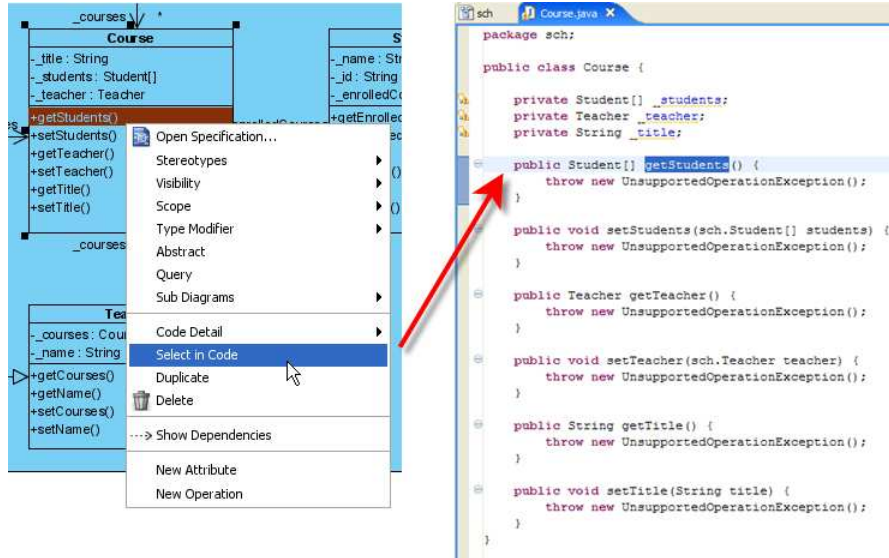 _courses *
Course
-_title : String
-_students : Student[]
-_teacher : Teacher
+getStudents()
+setStudents()
+getTeacher()
+setTeacher()
+getTitle()
+setTitle()
_courses
S
-_name : Str
-_id : String
-_enrolledCo
+getEnrolled
Open Specification...
Stereotypes
Visibility
Scope
Type Modifier
Abstract
Query
Sub Diagrams
Code Detail
Select in Code
Duplicate
Delete
Show Dependencies
New Attribute
New Operation
Tea
-_courses : Cour
-_name : String
+getCourses()
+getName()
+setCourses()
+setName()
sch Course.java
package sch;
public class Course {
private Student[] _students;
private Teacher _teacher;
private String _title;
public Student[] getStudents() {
throw new UnsupportedOperationException();
}
public void setStudents(sch.Student[] students) {
throw new UnsupportedOperationException();
}
public Teacher getTeacher() {
throw new UnsupportedOperationException();
}
public void setTeacher(sch.Teacher teacher) {
throw new UnsupportedOperationException();
}
public String getTitle() {
throw new UnsupportedOperationException();
}
public void setTitle(String title) {
throw new UnsupportedOperationException();
}
}